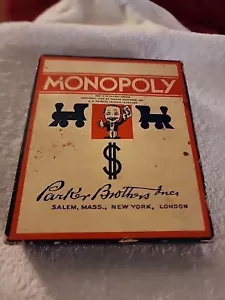 MONOPOLY
$
Parker Brothers Inc.
SALEM, MASS., NEW YORK, LONDON